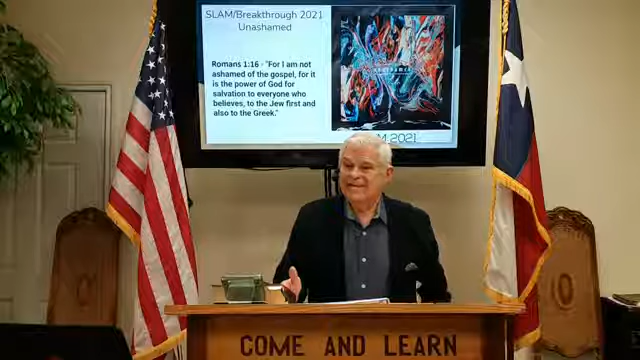 SLAM/Breakthrough 2021
Unashamed
Romans 1:16 - "For I am not
ashamed of the gospel, for it
is the power of God for
salvation to everyone who
believes, to the Jew first and
also to the Greek."
2021
COME AND LEARN